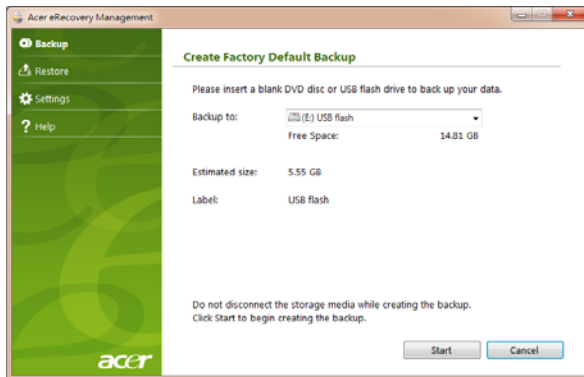 Acer eRecovery Management
Backup
Restore
Settings
? Help
Create Factory Default Backup
Please insert a blank DVD disc or USB flash drive to back up your data.
Backup to: (E:) USB flash
Free Space: 14.81 GB
Estimated size: 5.55 GB
Label: USB flash
Do not disconnect the storage media while creating the backup.
Click Start to begin creating the backup.
Start Cancel
acer